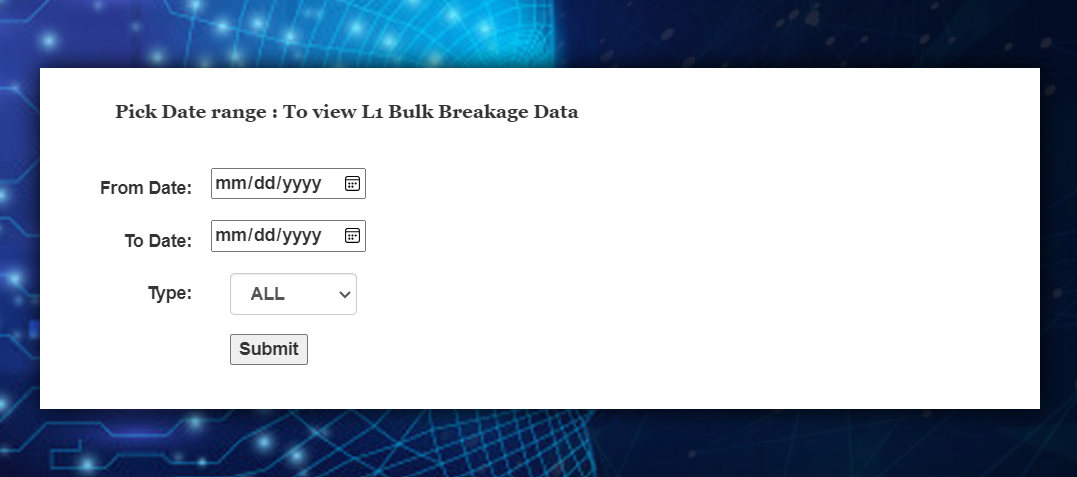 Pick Date range : To view L1 Bulk Breakage Data
From Date: mm/dd/yyyy
To Date: mm/dd/yyyy
Type: ALL
Submit